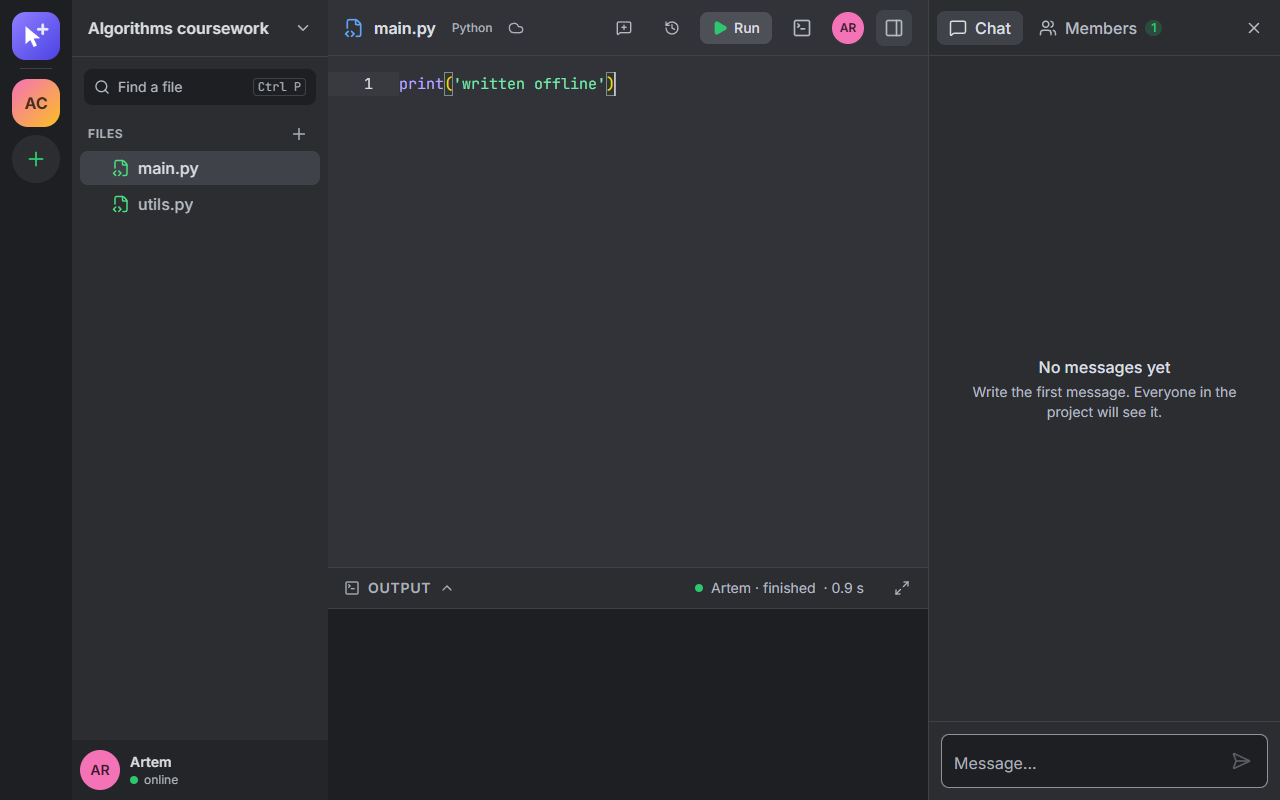 AC
Algorithms coursework
Find a file
Ctrl P
FILES
main.py
utils.py
AR
Artem
online
main.py
Python
Run
AR
1
print('written offline')
OUTPUT
Artem · finished · 0.9 s
Chat
Members
1
No messages yet
Write the first message. Everyone in the
project will see it.
Message...